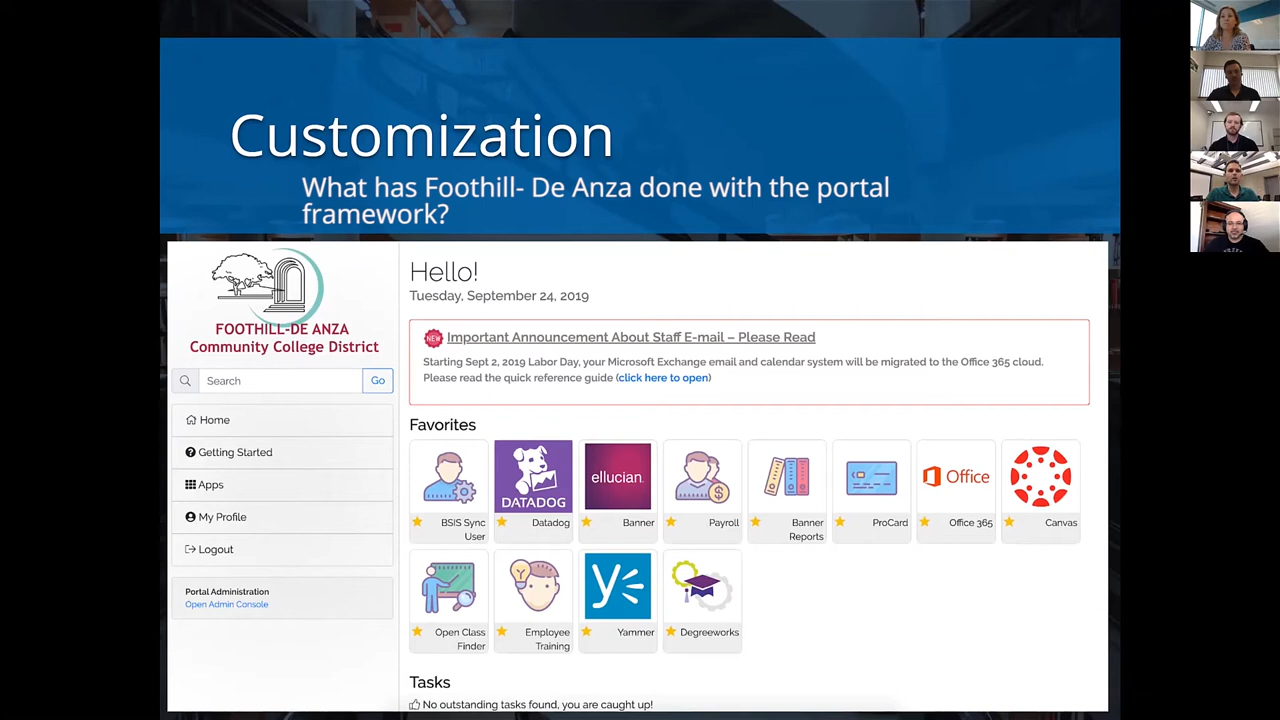 Customization
What has Foothill- De Anza done with the portal
framework?
FOOTHILL-DE ANZA
Community College District
Search
Go
Home
Getting Started
Apps
My Profile
Logout
Portal Administration
Open Admin Console
Hello!
Tuesday, September 24, 2019
NEW
Important Announcement About Staff E-mail – Please Read
Starting Sept 2, 2019 Labor Day, your Microsoft Exchange email and calendar system will be migrated to the Office 365 cloud.
Please read the quick reference guide (click here to open)
Favorites
DATADOG
ellucian.
Office
BSIS Sync
User
Datadog
Banner
Payroll
Banner
Reports
ProCard
Office 365
Canvas
Open Class
Finder
Employee
Training
Yammer
Degreeworks
Tasks
No outstanding tasks found, you are caught up!